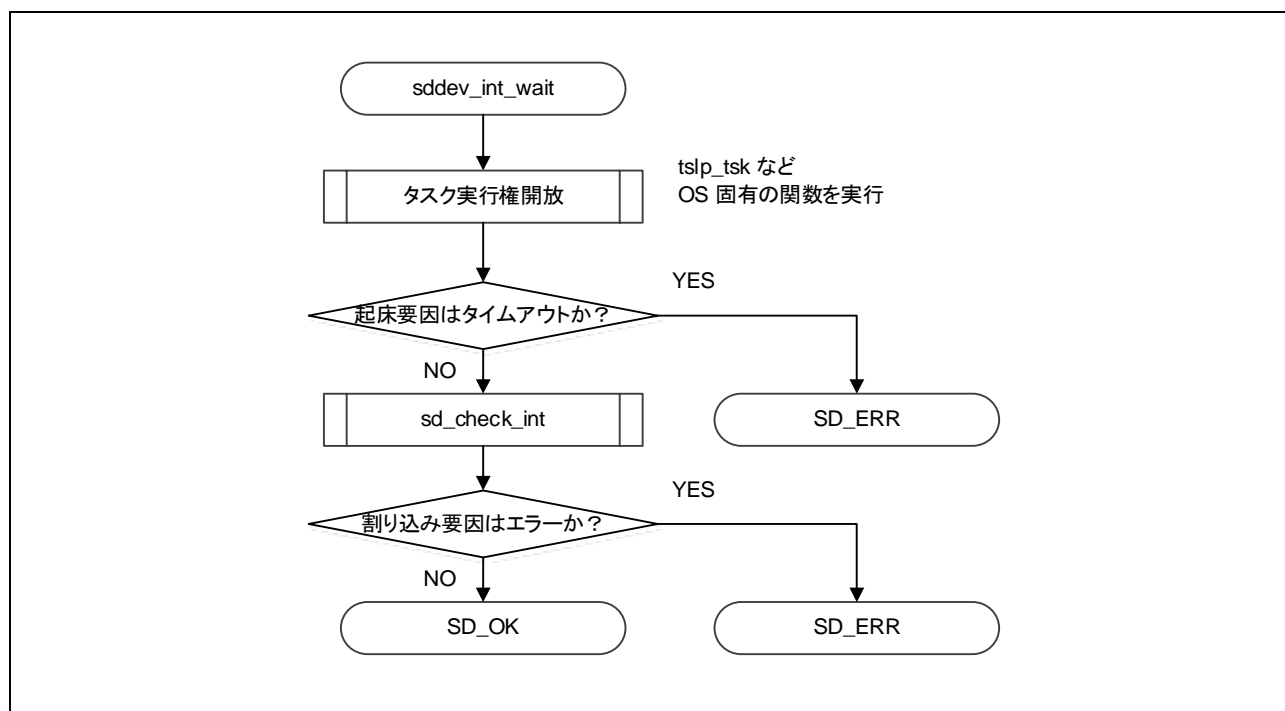 sddev_int_wait
タスク実行権開放
tslp_tsk など
OS 固有の関数を実行
起床要因はタイムアウトか？
YES
NO
sd_check_int
SD_ERR
割り込み要因はエラーか？
YES
NO
SD_OK
SD_ERR